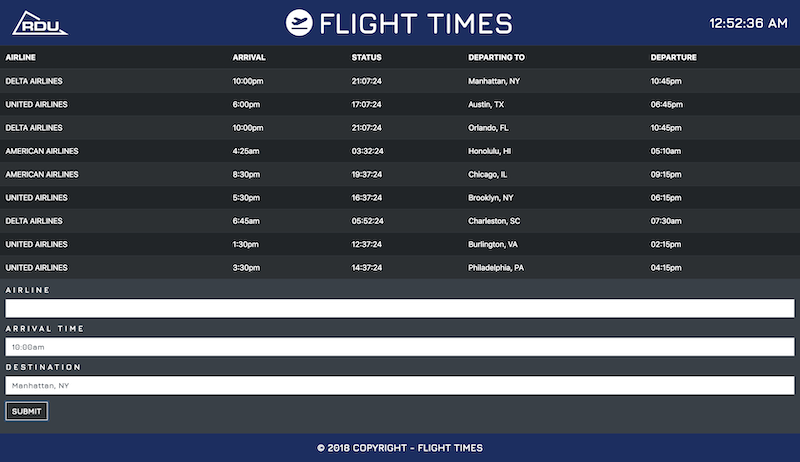 RDU FLIGHT TIMES 12:52:36 AM
AIRLINE ARRIVAL STATUS DEPARTING TO DEPARTURE
DELTA AIRLINES 10:00pm 21:07:24 Manhattan, NY 10:45pm
UNITED AIRLINES 6:00pm 17:07:24 Austin, TX 06:45pm
DELTA AIRLINES 10:00pm 21:07:24 Orlando, FL 10:45pm
AMERICAN AIRLINES 4:25am 03:32:24 Honolulu, HI 05:10am
AMERICAN AIRLINES 8:30pm 19:37:24 Chicago, IL 09:15pm
UNITED AIRLINES 5:30pm 16:37:24 Brooklyn, NY 06:15pm
DELTA AIRLINES 6:45am 05:52:24 Charleston, SC 07:30am
UNITED AIRLINES 1:30pm 12:37:24 Burlington, VA 02:15pm
UNITED AIRLINES 3:30pm 14:37:24 Philadelphia, PA 04:15pm
AIRLINE
ARRIVAL TIME
10:00am
DESTINATION
Manhattan, NY
SUBMIT
© 2018 COPYRIGHT - FLIGHT TIMES